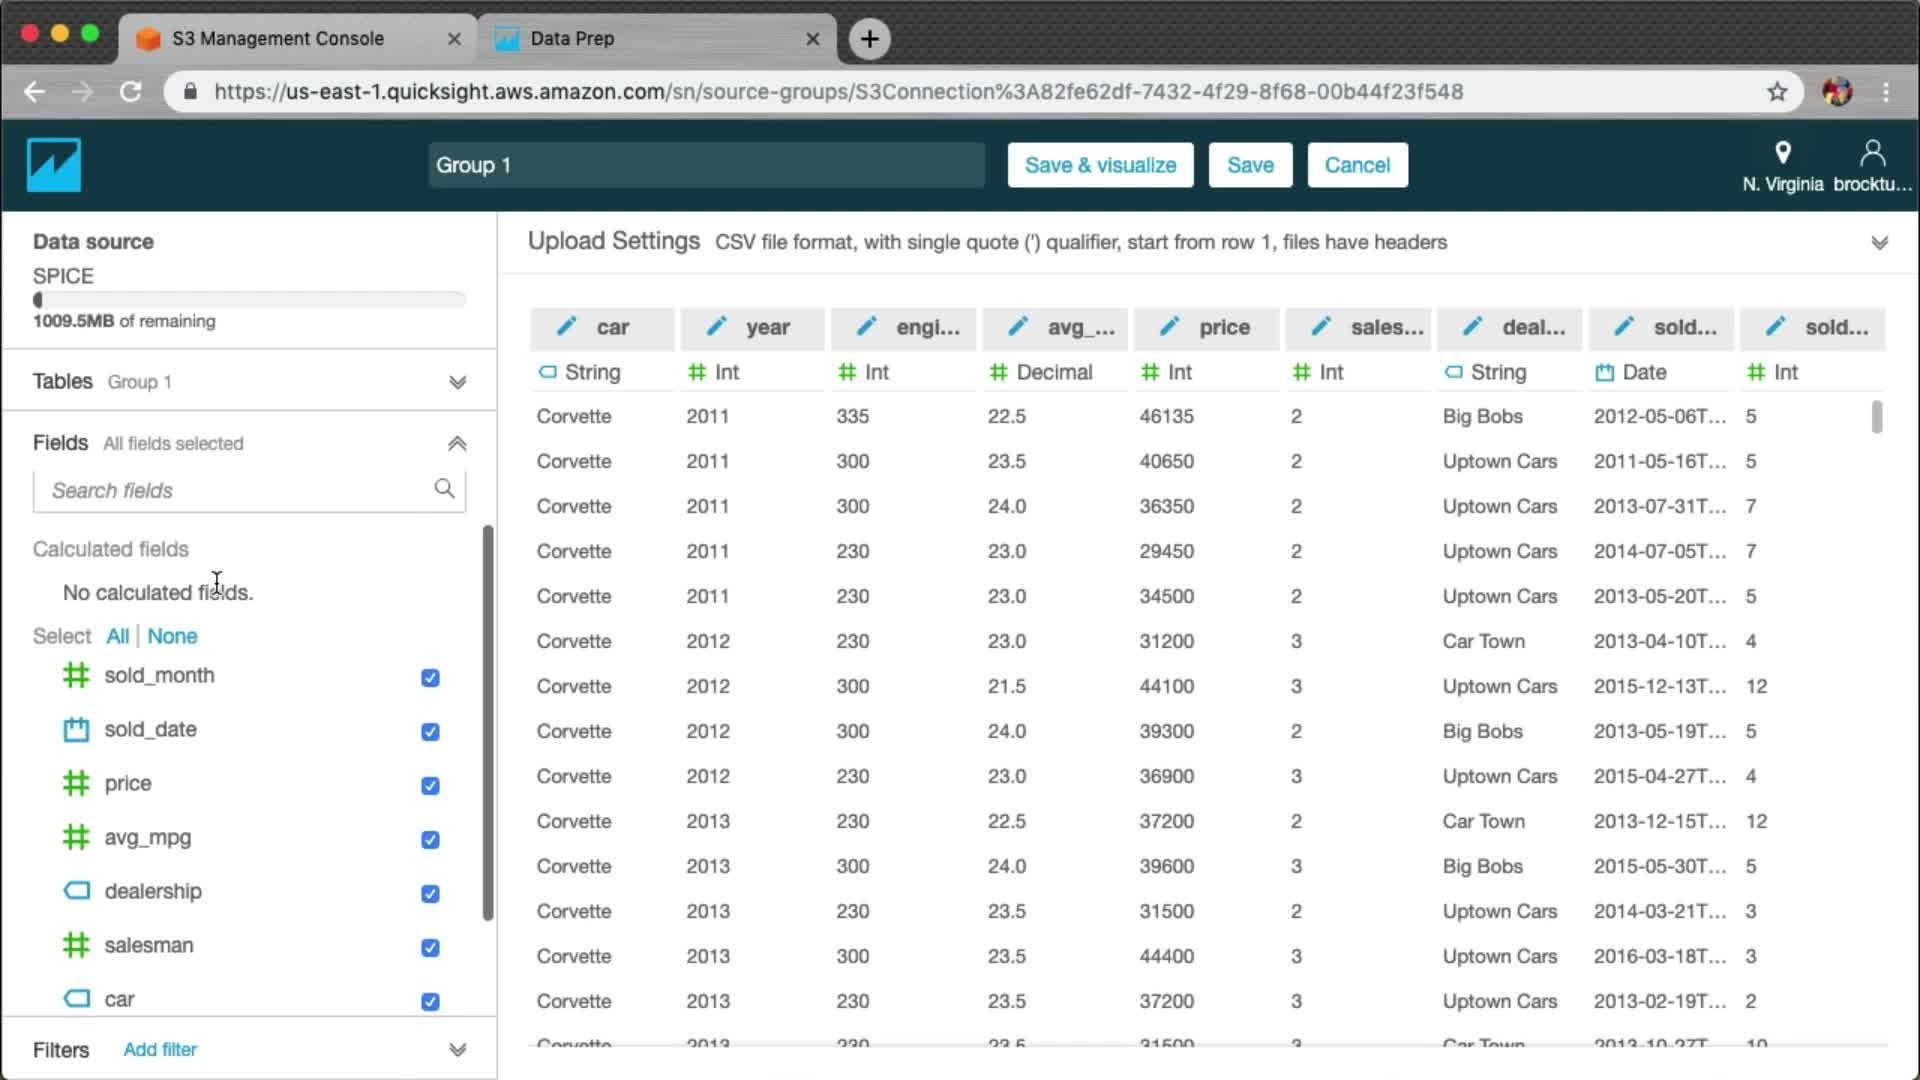 S3 Management Console
Data Prep
https://us-east-1.quicksight.aws.amazon.com/sn/source-groups/S3Connection%3A82fe62df-7432-4f29-8f68-00b44f23f548
Group 1
Save & visualize
Save
Cancel
N. Virginia
brocktu...
Data source
SPICE
1009.5MB of remaining
Tables Group 1
Fields All fields selected
Search fields
Calculated fields
No calculated fields.
Select All | None
sold_month
sold_date
price
avg_mpg
dealership
salesman
car
Filters Add filter
Upload Settings CSV file format, with single quote (') qualifier, start from row 1, files have headers
car year engi... avg_... price sales... deal... sold... sold...
String Int Int Decimal Int Int String Date Int
Corvette 2011 335 22.5 46135 2 Big Bobs 2012-05-06T... 5
Corvette 2011 300 23.5 40650 2 Uptown Cars 2011-05-16T... 5
Corvette 2011 300 24.0 36350 2 Uptown Cars 2013-07-31T... 7
Corvette 2011 230 23.0 29450 2 Uptown Cars 2014-07-05T... 7
Corvette 2011 230 23.0 34500 2 Uptown Cars 2013-05-20T... 5
Corvette 2012 230 23.0 31200 3 Car Town 2013-04-10T... 4
Corvette 2012 300 21.5 44100 3 Uptown Cars 2015-12-13T... 12
Corvette 2012 300 24.0 39300 2 Big Bobs 2013-05-19T... 5
Corvette 2012 230 23.0 36900 3 Uptown Cars 2015-04-27T... 4
Corvette 2013 230 22.5 37200 2 Car Town 2013-12-15T... 12
Corvette 2013 300 24.0 39600 3 Big Bobs 2015-05-30T... 5
Corvette 2013 230 23.5 31500 2 Uptown Cars 2014-03-21T... 3
Corvette 2013 300 23.5 44400 3 Uptown Cars 2016-03-18T... 3
Corvette 2013 230 23.5 37200 3 Uptown Cars 2013-02-19T... 2
Corvette 2013 230 23.5 31500 3 Car Town 2013-10-27T... 10